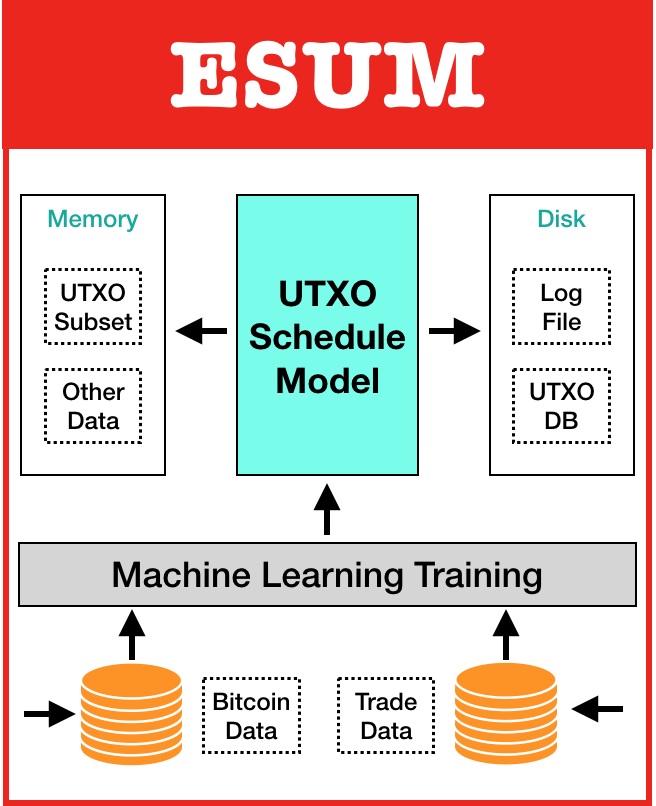 ESUM
Memory
UTXO
Subset
Other
Data
UTXO
Schedule
Model
Disk
Log
File
UTXO
DB
Machine Learning Training
Bitcoin
Data
Trade
Data